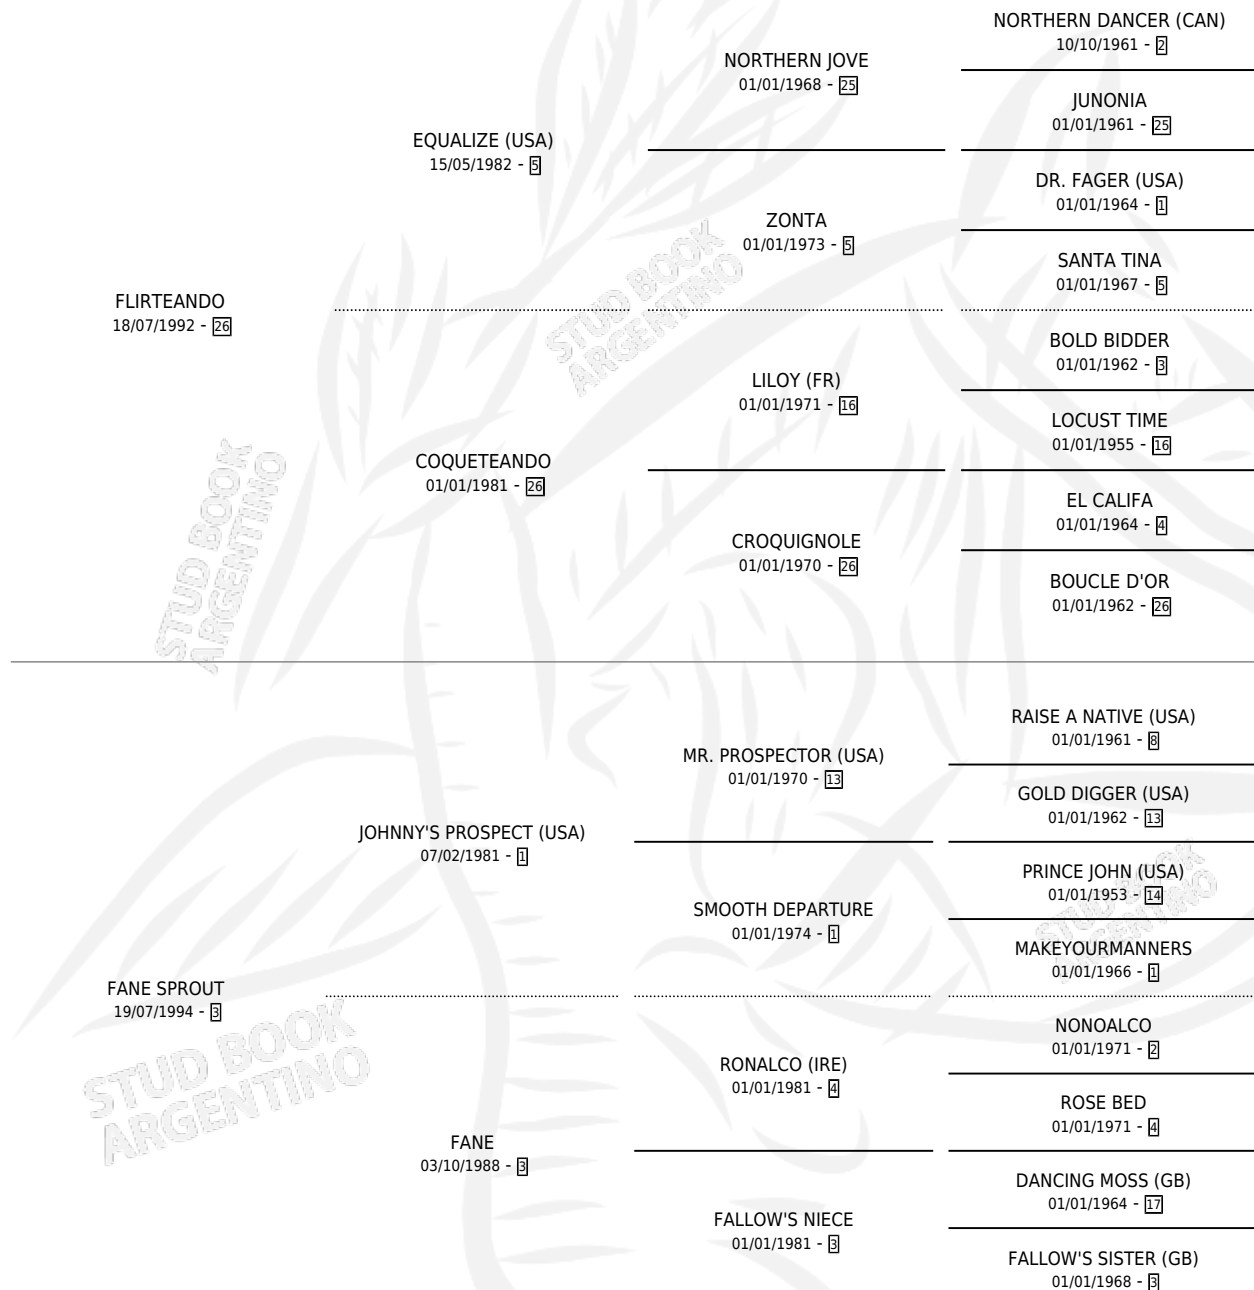 NORTHERN DANCER (CAN)
10/10/1961 - 2
NORTHERN JOVE
01/01/1968 - 25
JUNONIA
01/01/1961 - 25
EQUALIZE (USA)
15/05/1982 - 5
DR. FAGER (USA)
01/01/1964 - 1
ZONTA
01/01/1973 - 5
SANTA TINA
01/01/1967 - 5
FLIRTEANDO
18/07/1992 - 26
BOLD BIDDER
01/01/1962 - 3
LILOY (FR)
01/01/1971 - 16
LOCUST TIME
01/01/1955 - 16
COQUETEANDO
01/01/1981 - 26
EL CALIFA
01/01/1964 - 4
CROQUIGNOLE
01/01/1970 - 26
BOUCLE D'OR
01/01/1962 - 26
RAISE A NATIVE (USA)
01/01/1961 - 8
MR. PROSPECTOR (USA)
01/01/1970 - 13
GOLD DIGGER (USA)
01/01/1962 - 13
JOHNNY'S PROSPECT (USA)
07/02/1981 - 1
PRINCE JOHN (USA)
01/01/1953 - 14
SMOOTH DEPARTURE
01/01/1974 - 1
MAKEYOURMANNERS
01/01/1966 - 1
FANE SPROUT
19/07/1994 - 3
NONOALCO
01/01/1971 - 2
RONALCO (IRE)
01/01/1981 - 4
ROSE BED
01/01/1971 - 4
FANE
03/10/1988 - 3
DANCING MOSS (GB)
01/01/1964 - 17
FALLOW'S NIECE
01/01/1981 - 3
FALLOW'S SISTER (GB)
01/01/1968 - 3
STUD BOOK
ARGENTINO
STUD BOOK
ARGENTINO
STUD BOOK
ARGENTINO
STUD BOOK
ARGENTINO